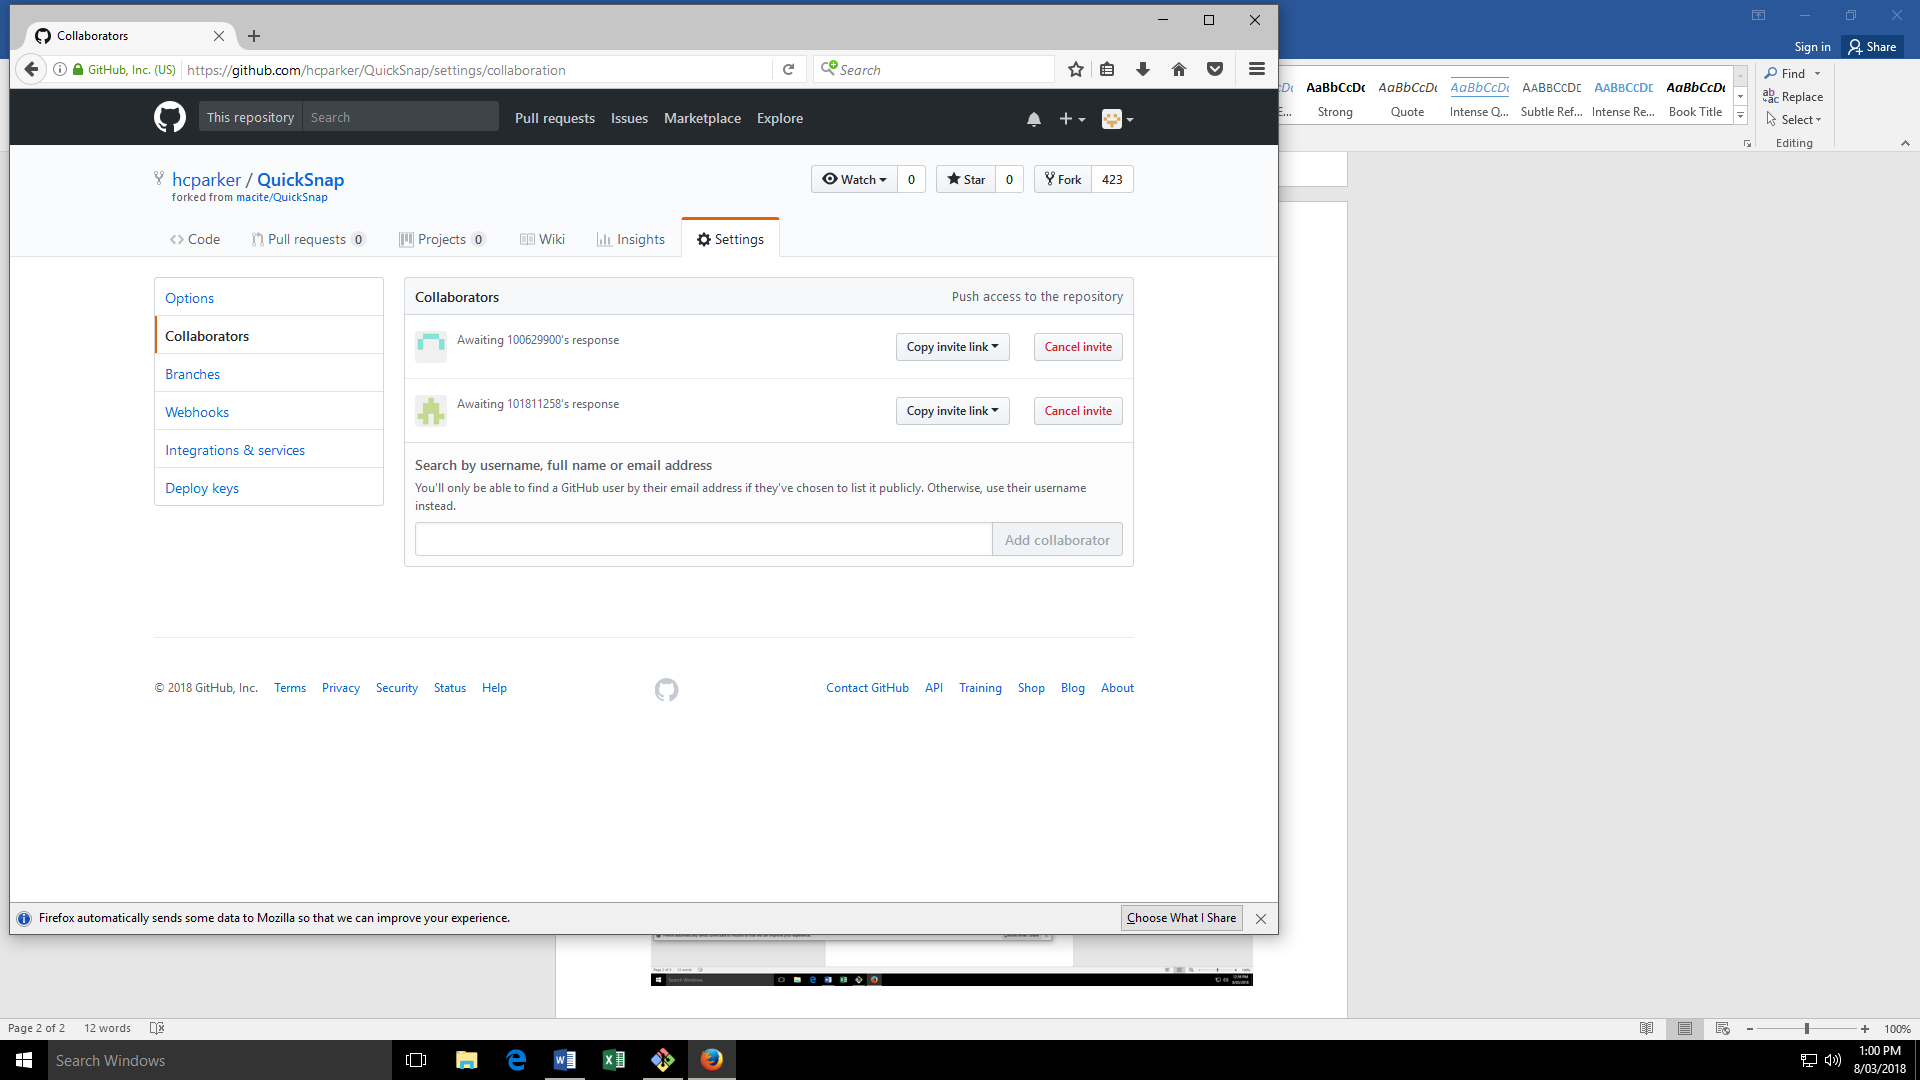 Collaborators
GitHub, Inc. (US)
https://github.com/hcparker/QuickSnap/settings/collaboration
Search
This repository
Search
Pull requests
Issues
Marketplace
Explore
hcparker / QuickSnap
forked from macite/QuickSnap
Watch 0
Star 0
Fork 423
Code
Pull requests 0
Projects 0
Wiki
Insights
Settings
Options
Collaborators
Branches
Webhooks
Integrations & services
Deploy keys
Collaborators
Push access to the repository
Awaiting 100629900's response
Copy invite link
Cancel invite
Awaiting 101811258's response
Copy invite link
Cancel invite
Search by username, full name or email address
You'll only be able to find a GitHub user by their email address if they've chosen to list it publicly. Otherwise, use their username
instead.
Add collaborator
© 2018 GitHub, Inc.
Terms
Privacy
Security
Status
Help
Contact GitHub
API
Training
Shop
Blog
About
Firefox automatically sends some data to Mozilla so that we can improve your experience.
Choose What I Share
Sign in
Share
AaBbCcDc
Strong
AaBbCcDc
Quote
AaBbCcDc
Intense Q...
AABBCCDE
Subtle Ref...
AABBCCDE
Intense Re...
AaBbCcDc
Book Title
Find
Replace
Select
Editing
Page 2 of 2
12 words
100%
Search Windows
1:00 PM
8/03/2018